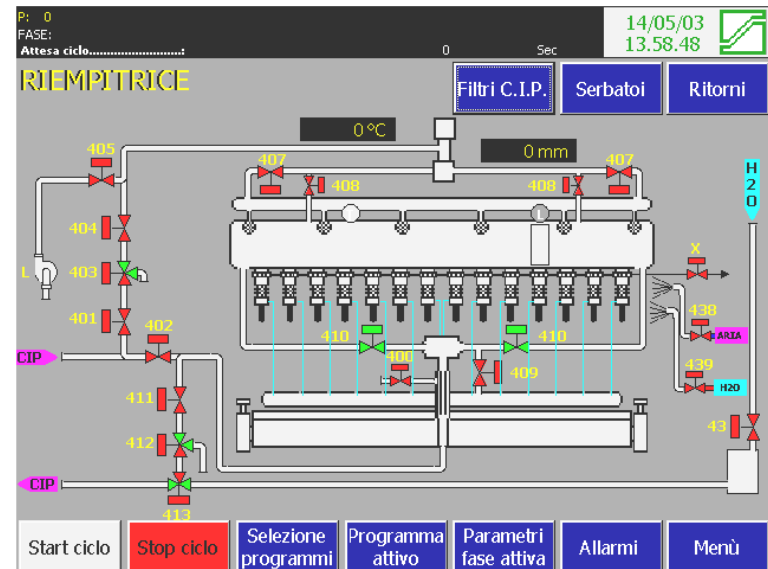 P: 0
FASE:
Attesa ciclo..........................:
0
Sec
14/05/03
13.58.48
RIEMPITRICE
Filtri C.I.P.
Serbatoi
Ritorni
0 °C
0 mm
405
407
407
408
408
H
2
O
404
L
L
403
X
401
402
410
410
438
ARIA
CIP
400
409
439
H2O
411
43
412
CIP
413
Start ciclo
Stop ciclo
Selezione
programmi
Programma
attivo
Parametri
fase attiva
Allarmi
Menù